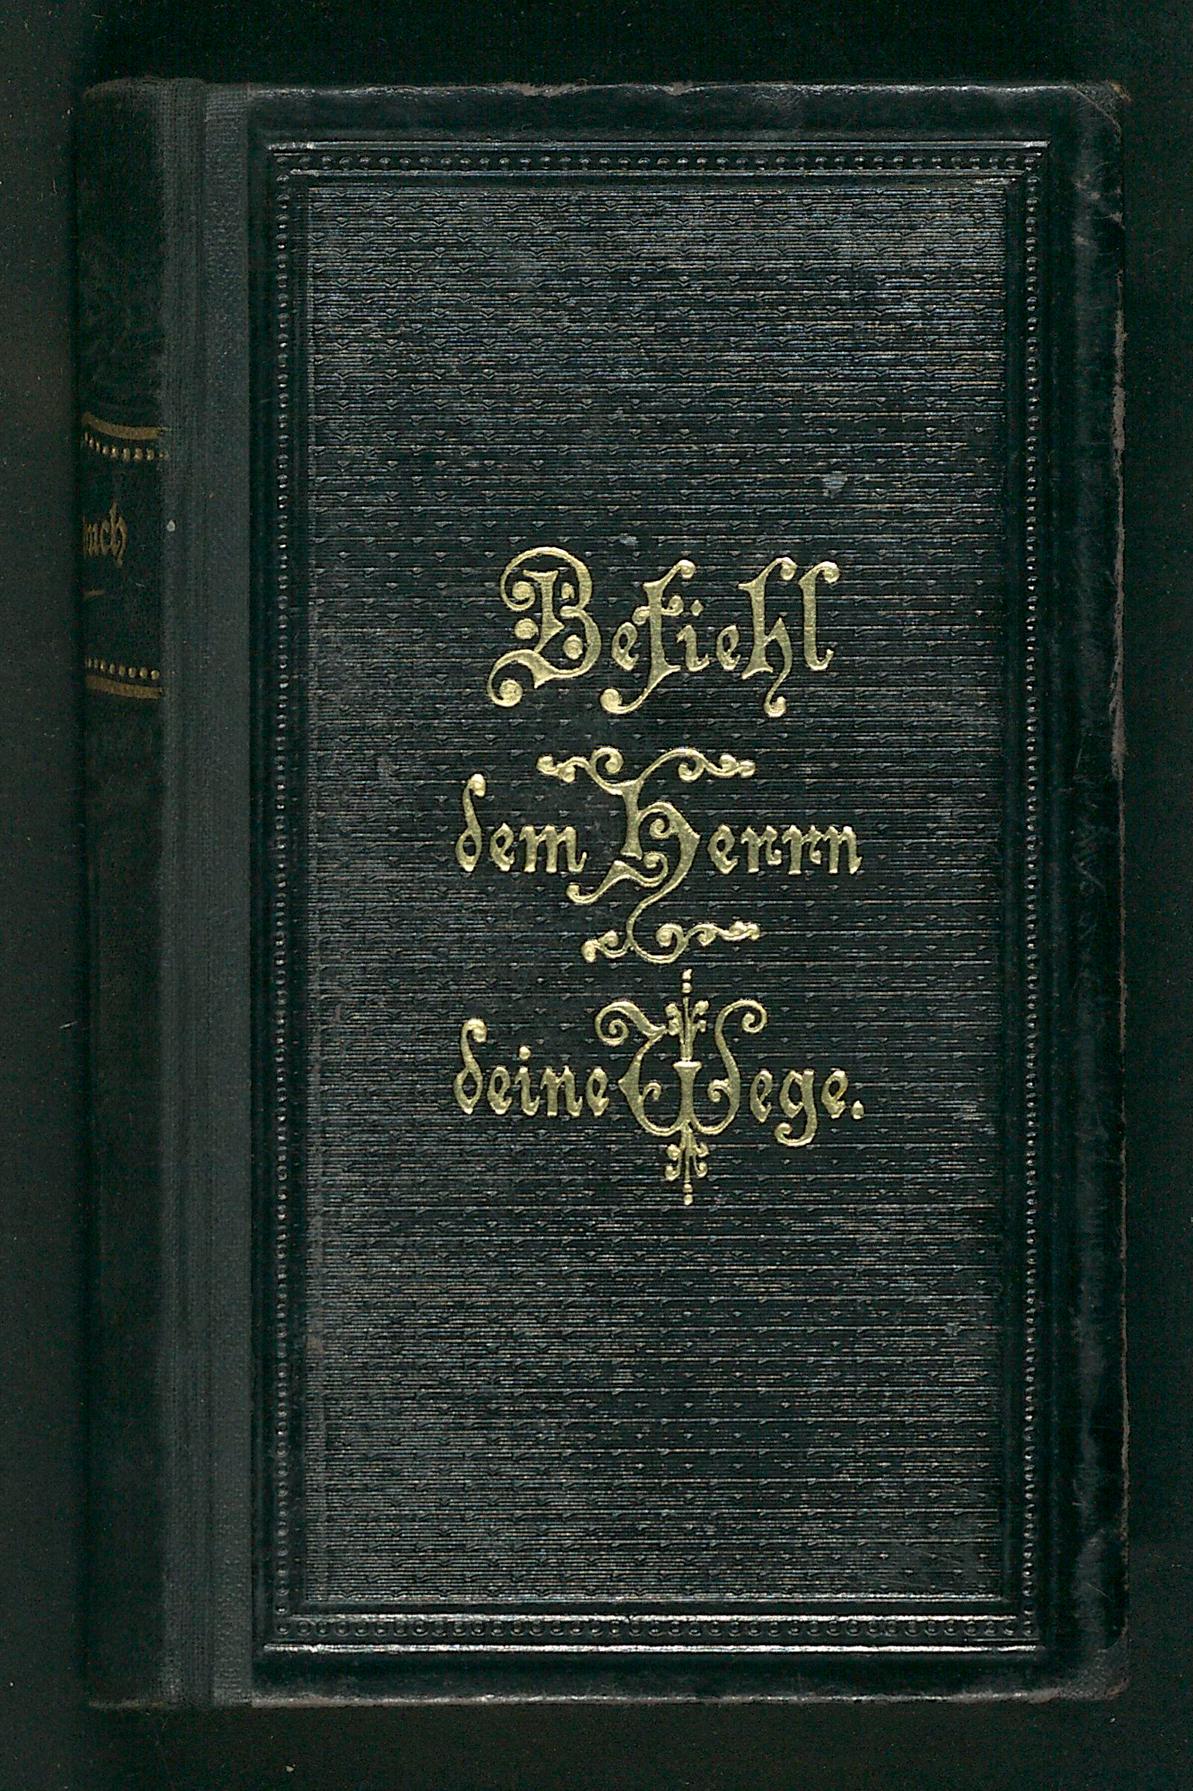 Befiehl
dem Herrn
deine Wege.